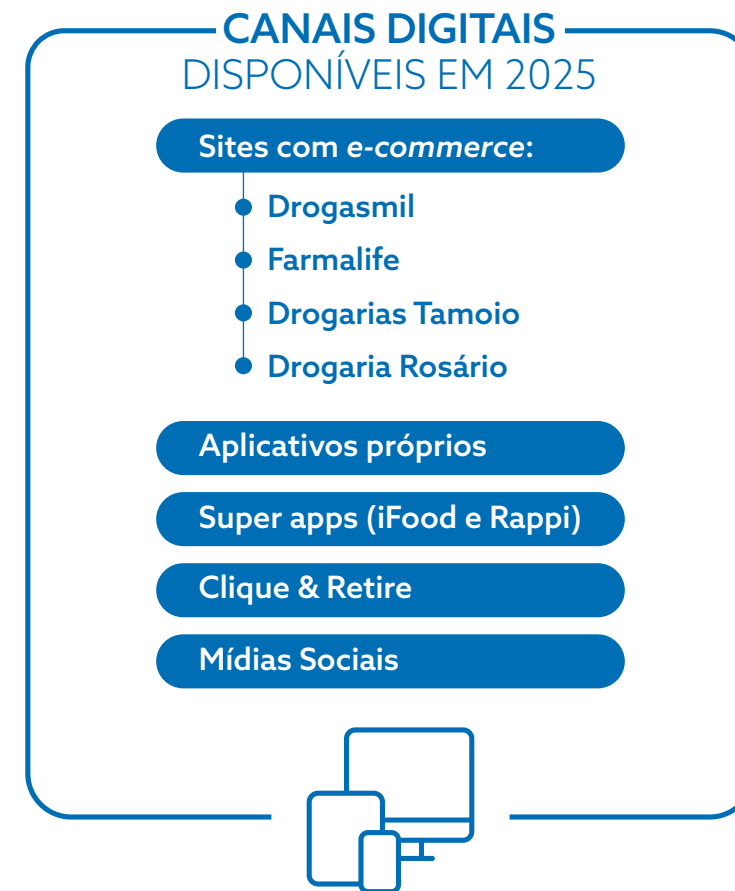 CANAIS DIGITAIS
DISPONÍVEIS EM 2025
Sites com e-commerce:
Drogasmil
Farmalife
Drogarias Tamoio
Drogaria Rosário
Aplicativos próprios
Super apps (iFood e Rappi)
Clique & Retire
Mídias Sociais